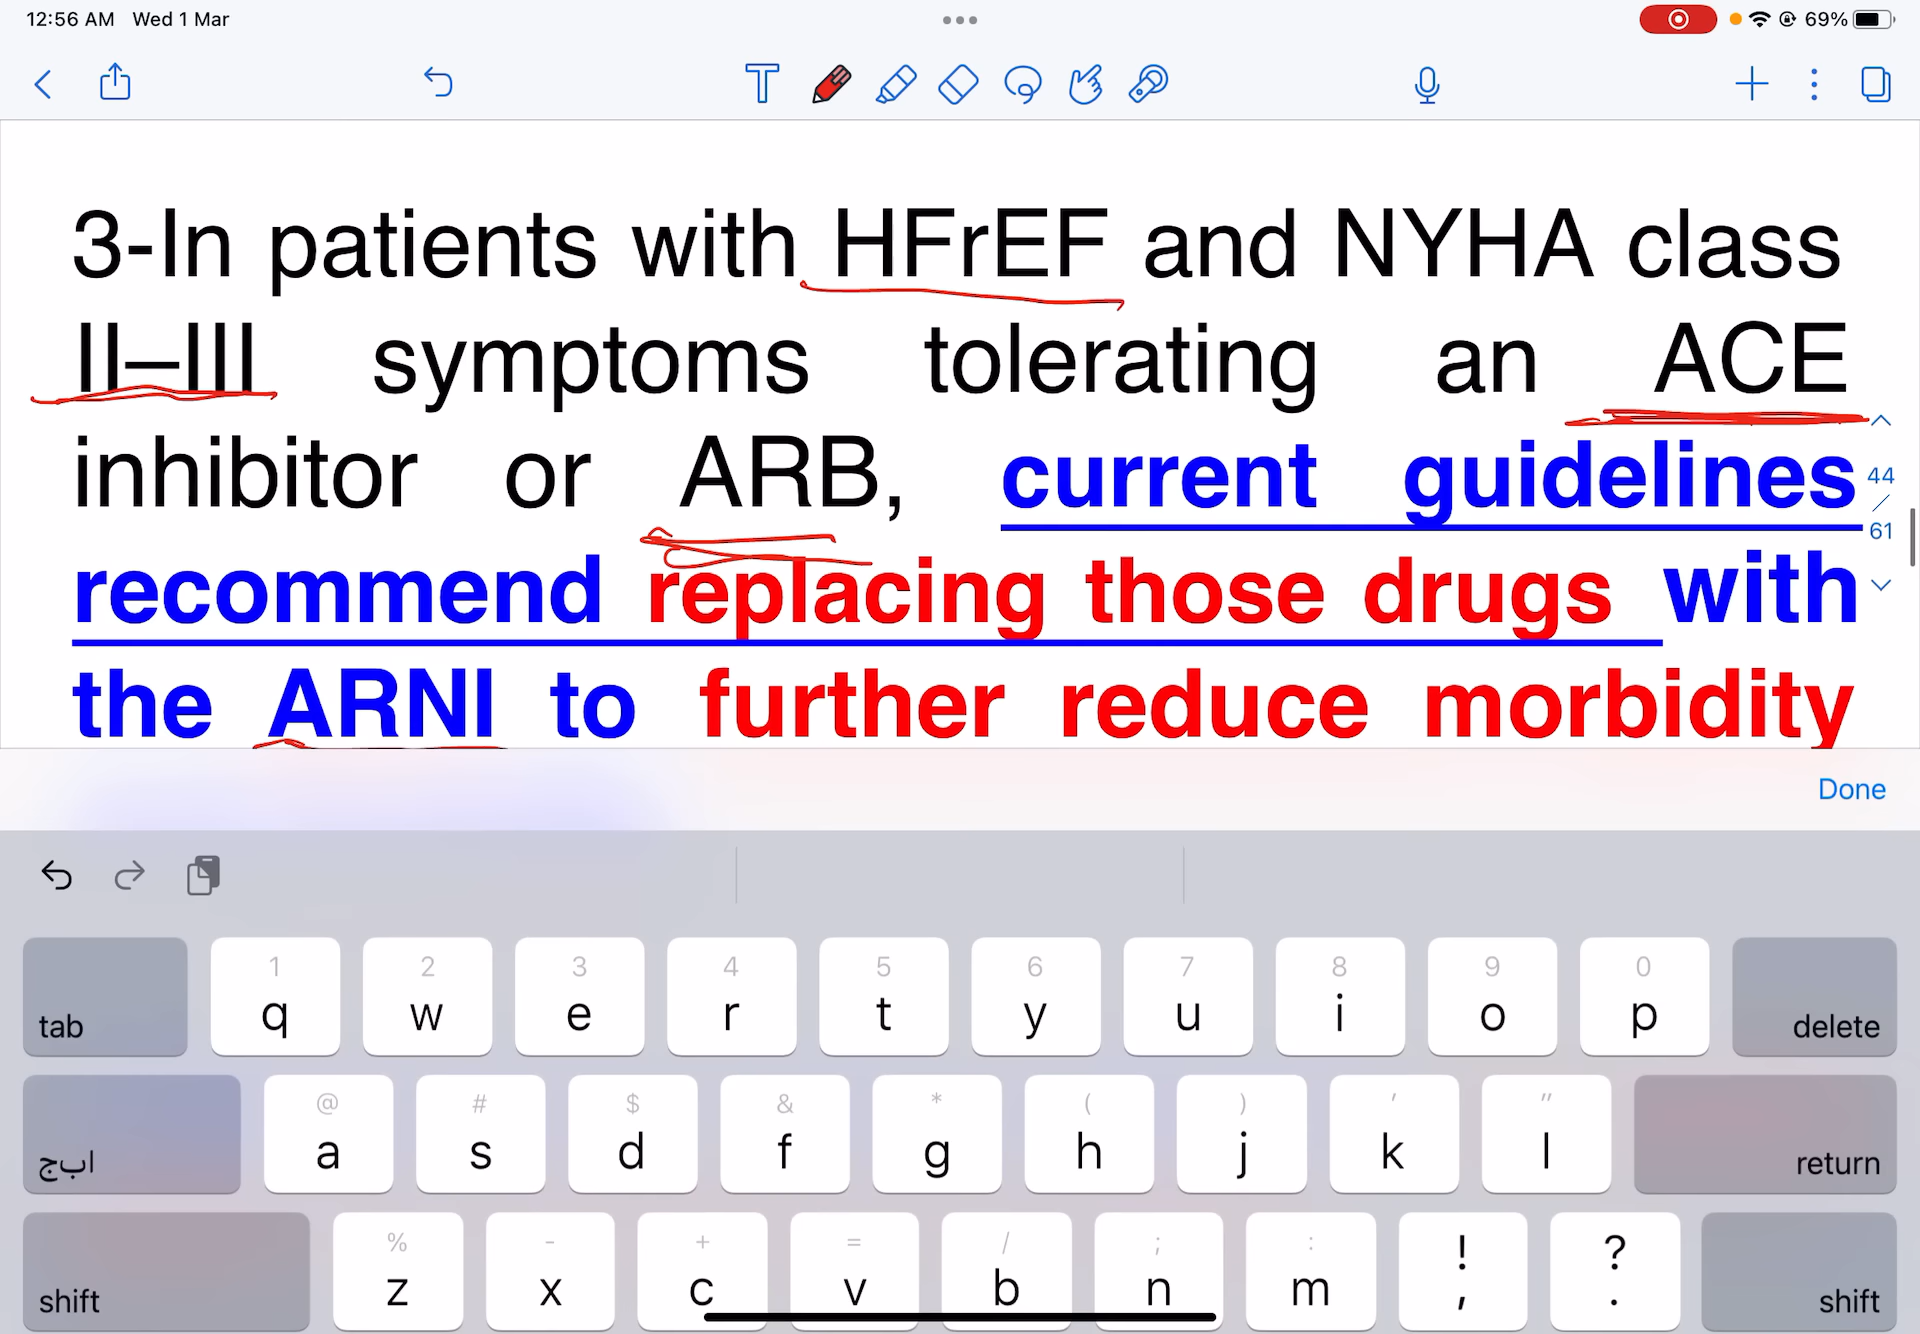 12:56 AM Wed 1 Mar
69%
3-In patients with HFrEF and NYHA class
II–III symptoms tolerating an ACE
inhibitor or ARB, current guidelines
recommend replacing those drugs with
the ARNI to further reduce morbidity
44
/
61
Done
1 2 3 4 5 6 7 8 9 0
tab q w e r t y u i o p delete
@ # $ & * ( ) ' "
ابج a s d f g h j k l return
% - + = / ; : ! ?
shift z x c v b n m , . shift